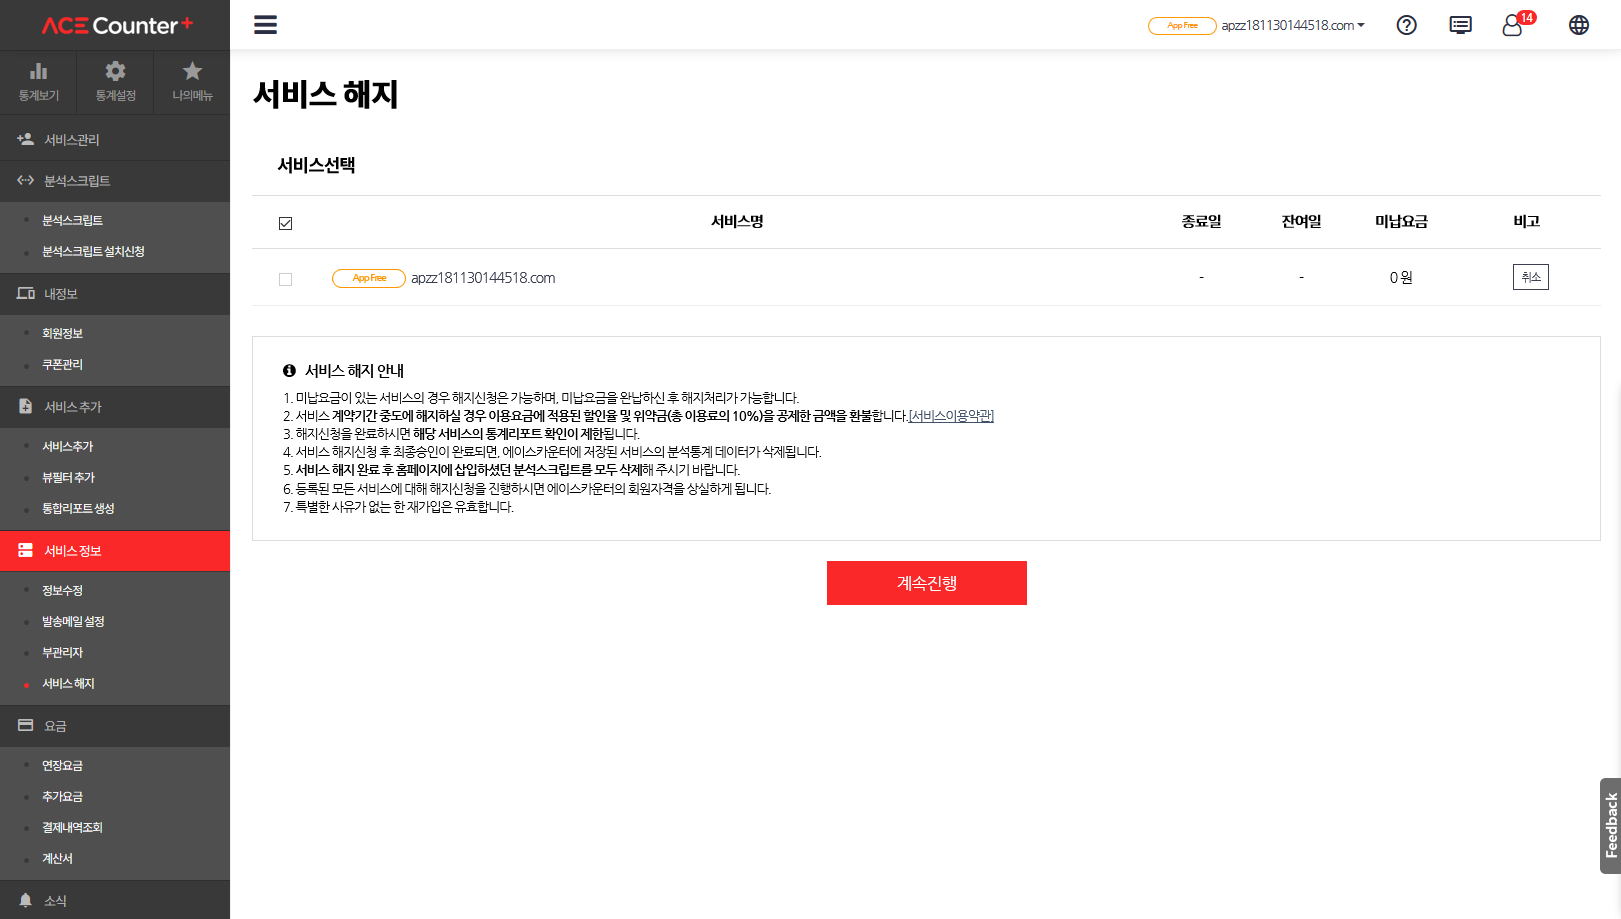 ACE Counter+
App Free apzz181130144518.com
14
통계보기 통계설정 나의메뉴
서비스관리
분석스크립트
분석스크립트
분석스크립트 설치신청
내정보
회원정보
쿠폰관리
서비스 추가
서비스추가
뷰필터 추가
통합리포트 생성
서비스 정보
정보수정
발송메일 설정
부관리자
서비스 해지
요금
연장요금
추가요금
결제내역조회
계산서
소식
서비스 해지
서비스선택
서비스명 종료일 잔여일 미납요금 비고
App Free apzz181130144518.com - - 0 원 취소
서비스 해지 안내
1. 미납요금이 있는 서비스의 경우 해지신청은 가능하며, 미납요금을 완납하신 후 해지처리가 가능합니다.
2. 서비스 계약기간 중도에 해지하실 경우 이용요금에 적용된 할인율 및 위약금(총 이용료의 10%)을 공제한 금액을 환불합니다.[서비스이용약관]
3. 해지신청을 완료하시면 해당 서비스의 통계리포트 확인이 제한됩니다.
4. 서비스 해지신청 후 최종승인이 완료되면, 에이스카운터에 저장된 서비스의 분석통계 데이터가 삭제됩니다.
5. 서비스 해지 완료 후 홈페이지에 삽입하셨던 분석스크립트를 모두 삭제해 주시기 바랍니다.
6. 등록된 모든 서비스에 대해 해지신청을 진행하시면 에이스카운터의 회원자격을 상실하게 됩니다.
7. 특별한 사유가 없는 한 재가입은 유효합니다.
계속진행
Feedback